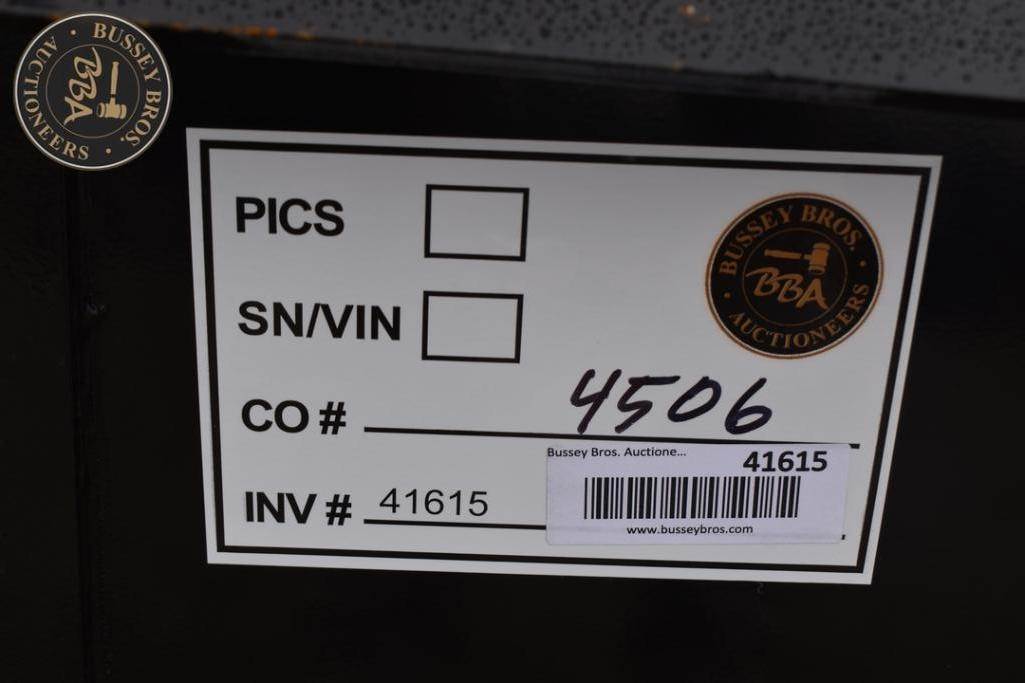 BUSSEY BROS.
BBA
AUCTIONEERS
PICS
BUSSEY BROS.
BBA
AUCTIONEERS
SN/VIN
CO # 4506
Bussey Bros. Auctione... 41615
INV # 41615
www.busseybros.com